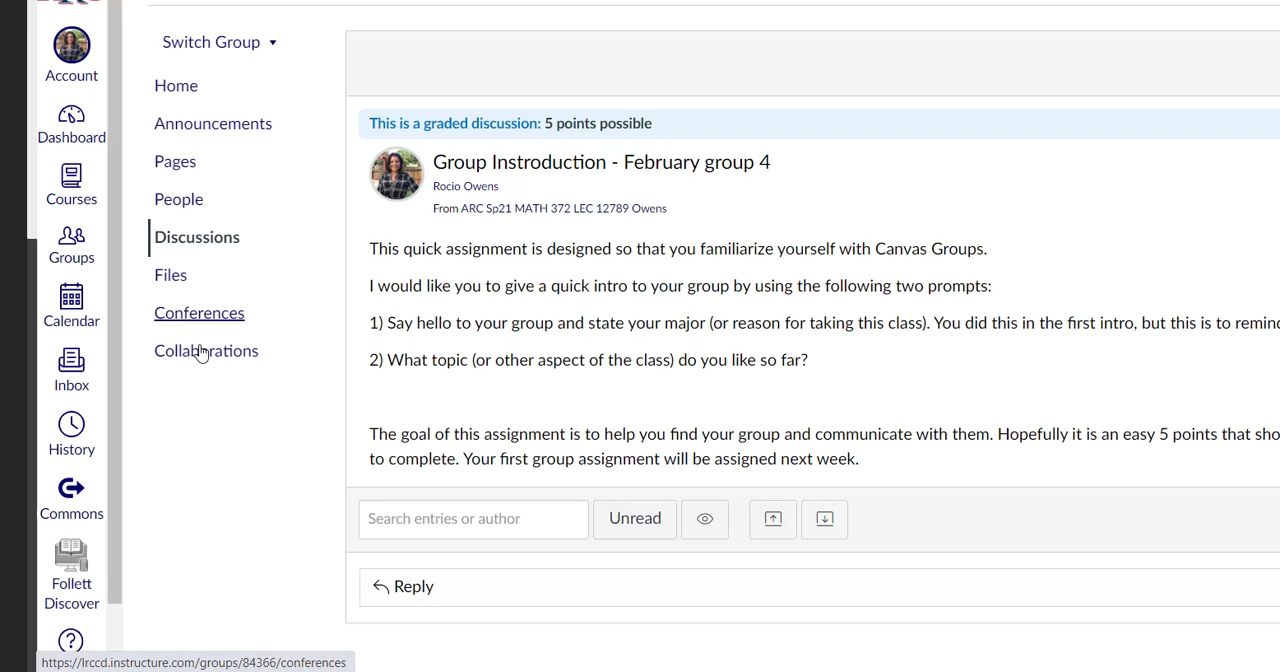 Account
Dashboard
Courses
Groups
Calendar
Inbox
History
Commons
Follett
Discover
Switch Group
Home
Announcements
Pages
People
Discussions
Files
Conferences
Collaborations
This is a graded discussion: 5 points possible
Group Instroduction - February group 4
Rocio Owens
From ARC Sp21 MATH 372 LEC 12789 Owens
This quick assignment is designed so that you familiarize yourself with Canvas Groups.
I would like you to give a quick intro to your group by using the following two prompts:
1) Say hello to your group and state your major (or reason for taking this class). You did this in the first intro, but this is to remin
2) What topic (or other aspect of the class) do you like so far?
The goal of this assignment is to help you find your group and communicate with them. Hopefully it is an easy 5 points that sho
to complete. Your first group assignment will be assigned next week.
Search entries or author
Unread
Reply
https://lrccd.instructure.com/groups/84366/conferences